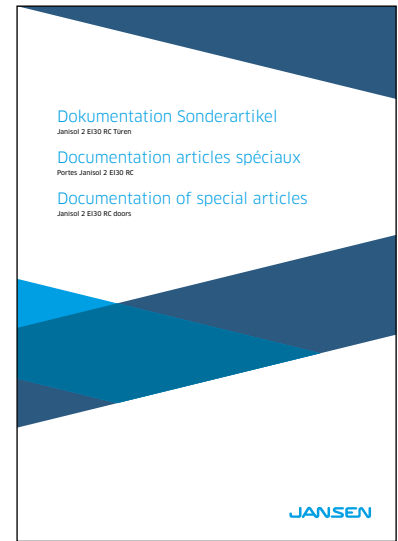 Dokumentation Sonderartikel
Janisol 2 EI30 RC Türen
Documentation articles spéciaux
Portes Janisol 2 EI30 RC
Documentation of special articles
Janisol 2 EI30 RC doors
JANSEN